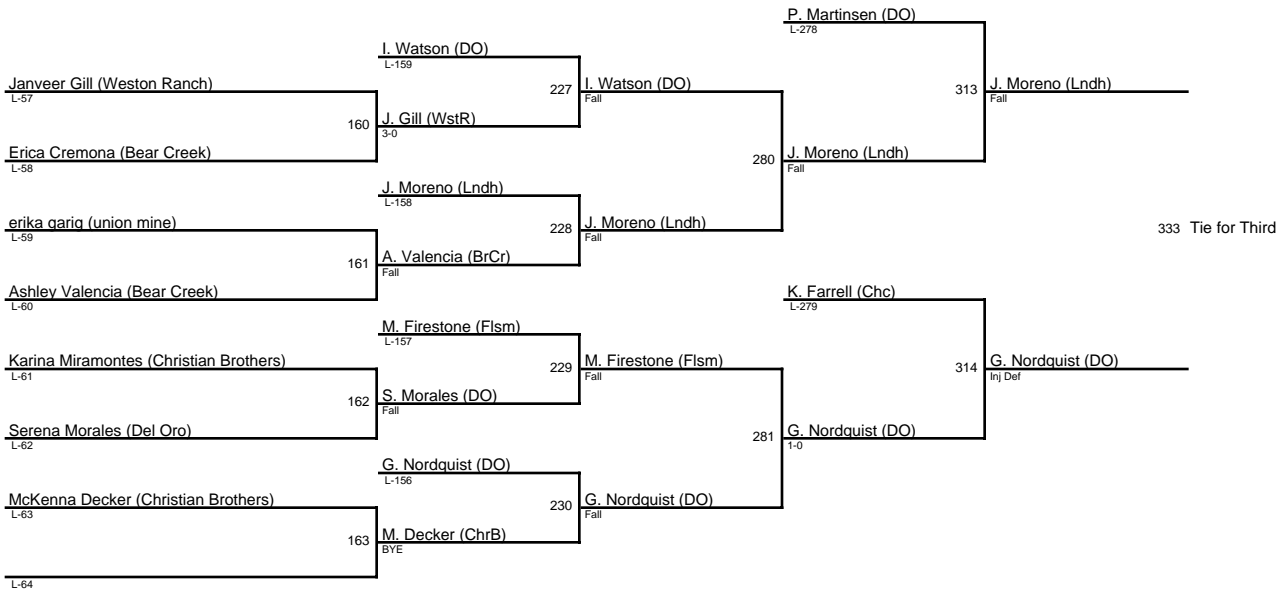 P. Martinsen (DO)
L-278
I. Watson (DO)
L-159
Janveer Gill (Weston Ranch)
L-57
227 I. Watson (DO)
Fall
313 J. Moreno (Lndh)
Fall
160 J. Gill (WstR)
3-0
Erica Cremona (Bear Creek)
L-58
280 J. Moreno (Lndh)
Fall
J. Moreno (Lndh)
L-158
erika garig (union mine)
L-59
228 J. Moreno (Lndh)
Fall
333 Tie for Third
161 A. Valencia (BrCr)
Fall
Ashley Valencia (Bear Creek)
L-60
K. Farrell (Chc)
L-279
M. Firestone (Flsm)
L-157
Karina Miramontes (Christian Brothers)
L-61
229 M. Firestone (Flsm)
Fall
314 G. Nordquist (DO)
Inj Def
162 S. Morales (DO)
Fall
Serena Morales (Del Oro)
L-62
281 G. Nordquist (DO)
1-0
G. Nordquist (DO)
L-156
McKenna Decker (Christian Brothers)
L-63
230 G. Nordquist (DO)
Fall
163 M. Decker (ChrB)
BYE
L-64